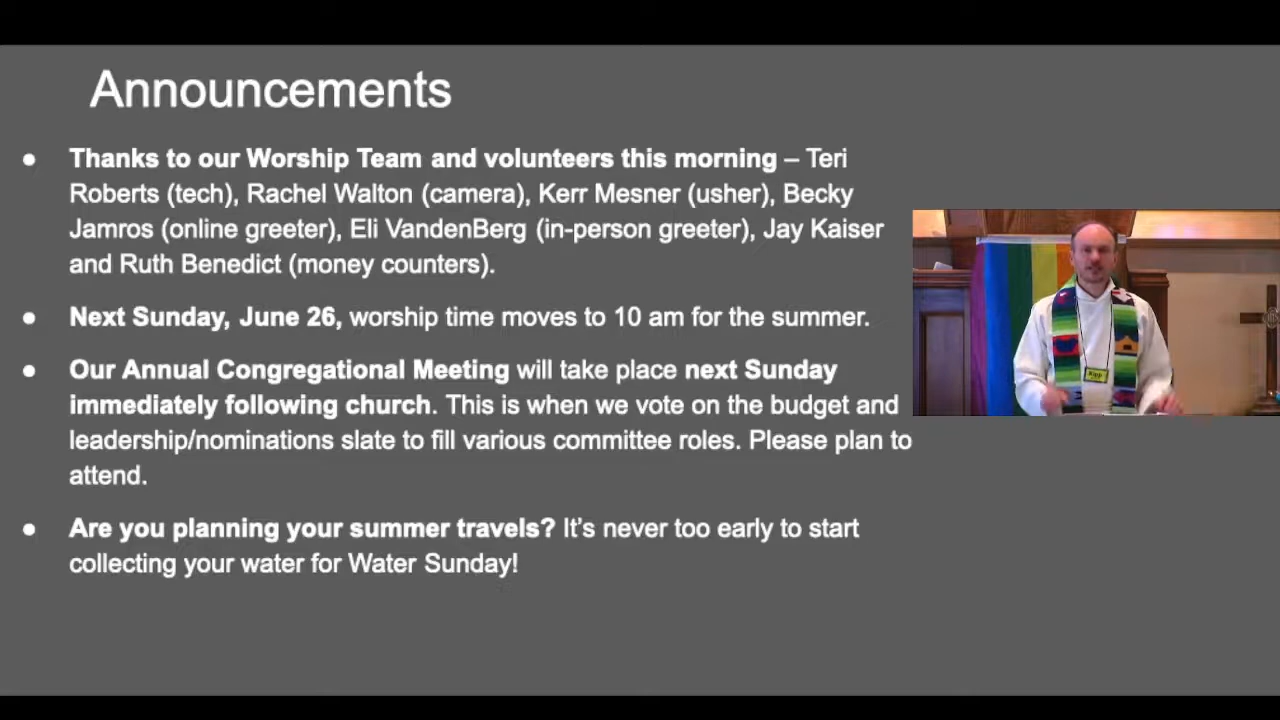 Announcements
● Thanks to our Worship Team and volunteers this morning – Teri
Roberts (tech), Rachel Walton (camera), Kerr Mesner (usher), Becky
Jamros (online greeter), Eli VandenBerg (in-person greeter), Jay Kaiser
and Ruth Benedict (money counters).
● Next Sunday, June 26, worship time moves to 10 am for the summer.
● Our Annual Congregational Meeting will take place next Sunday
immediately following church. This is when we vote on the budget and
leadership/nominations slate to fill various committee roles. Please plan to
attend.
● Are you planning your summer travels? It’s never too early to start
collecting your water for Water Sunday!